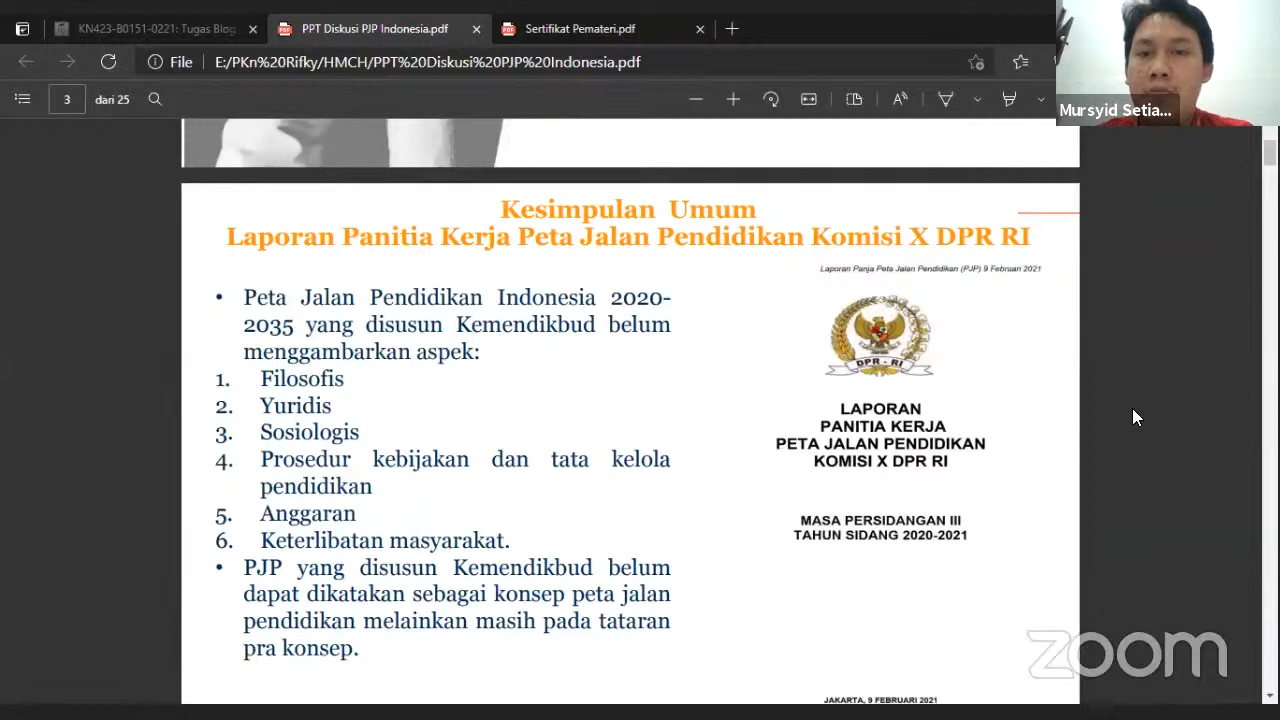 KN423-B0151-0221: Tugas Blog
PPT Diskusi PJP Indonesia.pdf
Sertifikat Pemateri.pdf
File
E:/PKn%20Rifky/HMCH/PPT%20Diskusi%20PJP%20Indonesia.pdf
3
dari 25
Mursyid Setia...
Kesimpulan Umum
Laporan Panitia Kerja Peta Jalan Pendidikan Komisi X DPR RI
• Peta Jalan Pendidikan Indonesia 2020-
2035 yang disusun Kemendikbud belum
menggambarkan aspek:
1. Filosofis
2. Yuridis
3. Sosiologis
4. Prosedur kebijakan dan tata kelola
pendidikan
5. Anggaran
6. Keterlibatan masyarakat.
• PJP yang disusun Kemendikbud belum
dapat dikatakan sebagai konsep peta jalan
pendidikan melainkan masih pada tataran
pra konsep.
Laporan Panja Peta Jalan Pendidikan (PJP) 9 Februari 2021
DPR - RI
LAPORAN
PANITIA KERJA
PETA JALAN PENDIDIKAN
KOMISI X DPR RI
MASA PERSIDANGAN III
TAHUN SIDANG 2020-2021
JAKARTA, 9 FEBRUARI 2021
zoom